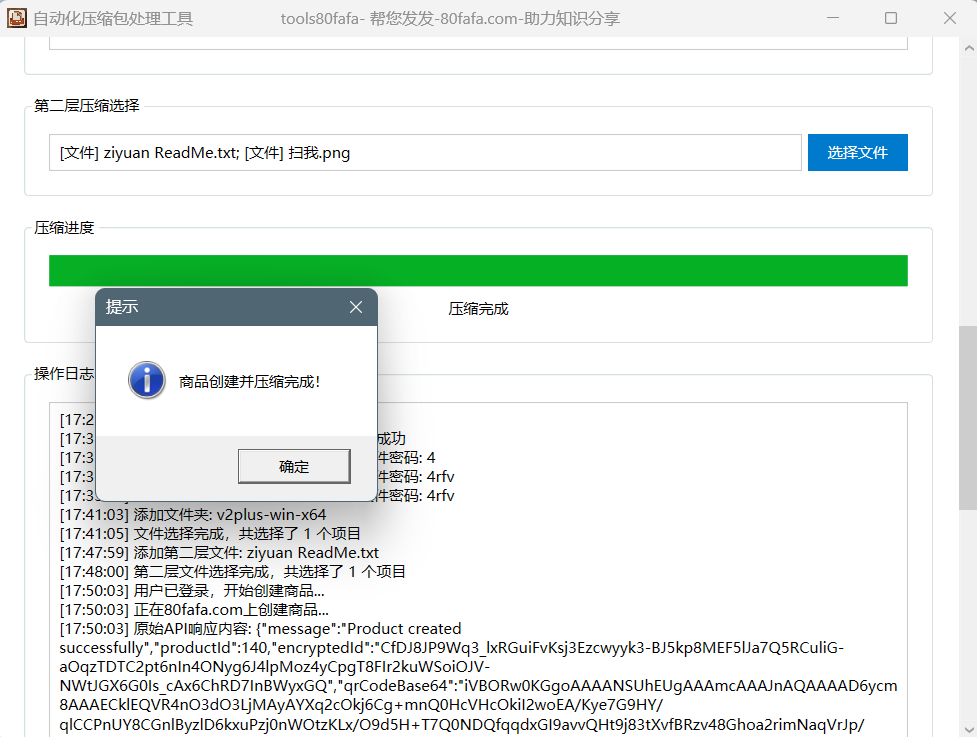 自动化压缩包处理工具 tools80fafa- 帮您发发-80fafa.com-助力知识分享
第二层压缩选择
[文件] ziyuan ReadMe.txt; [文件] 扫我.png 选择文件
压缩进度
压缩完成
提示
商品创建并压缩完成!
确定
操作日志
[17:2
[17:3 成功
[17:3 件密码: 4
[17:3 件密码: 4rfv
件密码: 4rfv
[17:41:03] 添加文件夹: v2plus-win-x64
[17:41:05] 文件选择完成，共选择了 1 个项目
[17:47:59] 添加第二层文件: ziyuan ReadMe.txt
[17:48:00] 第二层文件选择完成，共选择了 1 个项目
[17:50:03] 用户已登录，开始创建商品...
[17:50:03] 正在80fafa.com上创建商品...
[17:50:03] 原始API响应内容: {"message":"Product created
successfully","productId":140,"encryptedId":"CfDJ8JP9Wq3_lxRGuiFvKsj3Ezcwyyk3-BJ5kp8MEF5lJa7Q5RCuliG-
aOqzTDTC2pt6nIn4ONyg6J4lpMoz4yCpgT8FIr2kuWSoiOJV-
NWtJGX6G0Is_cAx6ChRD7InBWyxGQ","qrCodeBase64":"iVBORw0KGgoAAAANSUhEUgAAAmcAAAJnAQAAAAD6ycm
8AAAECklEQVR4nO3dO3LjMAyAYXq2cOkj6Cg+mnQ0HcVHcOkiI2woEA/Kye7G9HY/
qlCCPnUY8CGnlByzlD6kxuPzj0nWOtzKLx/O9d5H+T7Q0NDQfqqdxGI9avvQHt9j83tXvfBRzv48Ghoa2rimNaqVrJp/